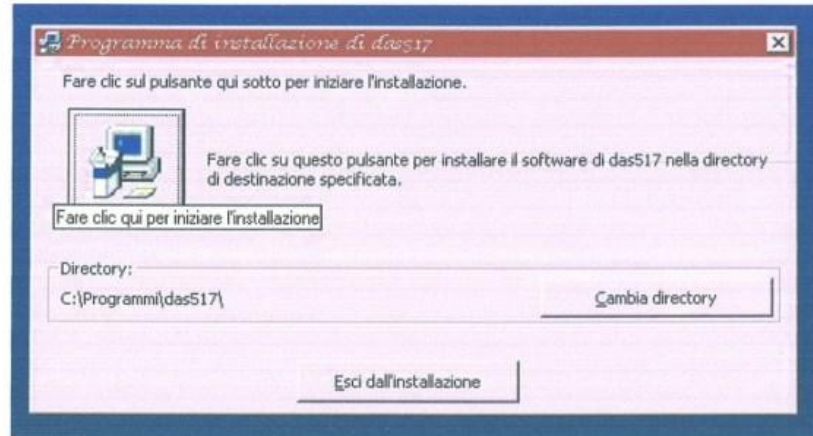 Programma di installazione di das517
Fare clic sul pulsante qui sotto per iniziare l'installazione.
Fare clic su questo pulsante per installare il software di das517 nella directory
di destinazione specificata.
Fare clic qui per iniziare l'installazione
Directory:
C:\Programmi\das517\
Cambia directory
Esci dall'installazione